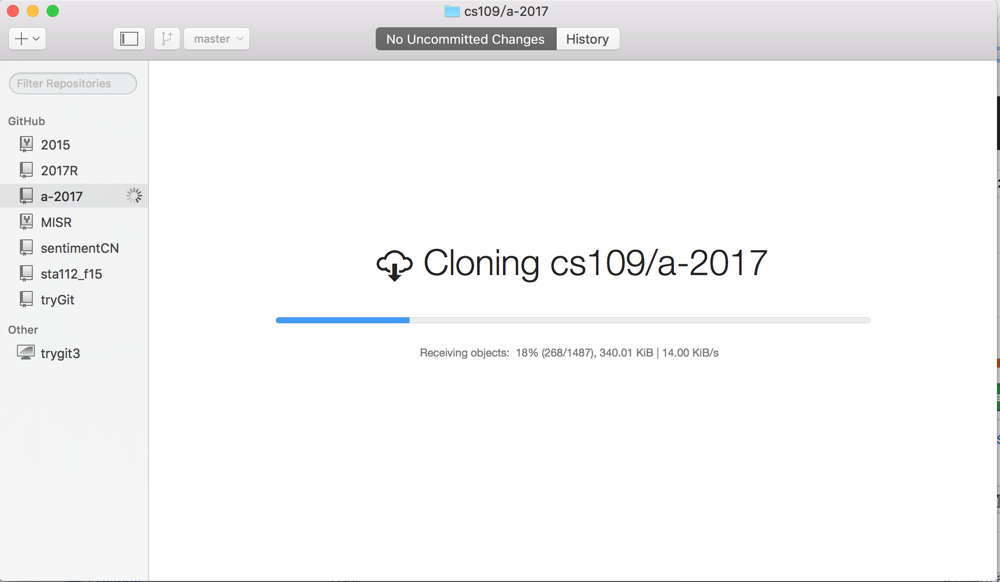 cs109/a-2017
master
No Uncommitted Changes
History
Filter Repositories
GitHub
2015
2017R
a-2017
MISR
sentimentCN
sta112_f15
tryGit
Other
trygit3
Cloning cs109/a-2017
Receiving objects: 18% (268/1487), 340.01 KiB | 14.00 KiB/s